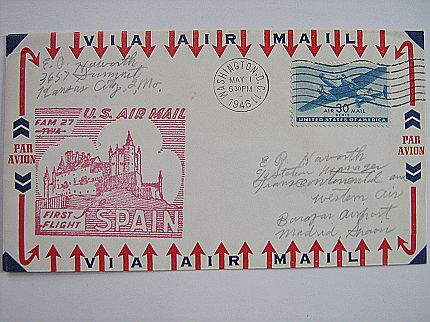 VIA AIR MAIL
E. P. Haworth
3657 Summit
Kansas City, Mo.
WASHINGTON, D.C.
MAY 1
6 30 PM
1946
30
CENTS
AIR MAIL
UNITED STATES OF AMERICA
U.S. AIR MAIL
FAM 27
TWA
FIRST
FLIGHT
SPAIN
PAR
AVION
PAR
AVION
E. P. Haworth
Station Manager
Transcontinental and
Western Air
Barajas Airport
Madrid, Spain
VIA AIR MAIL